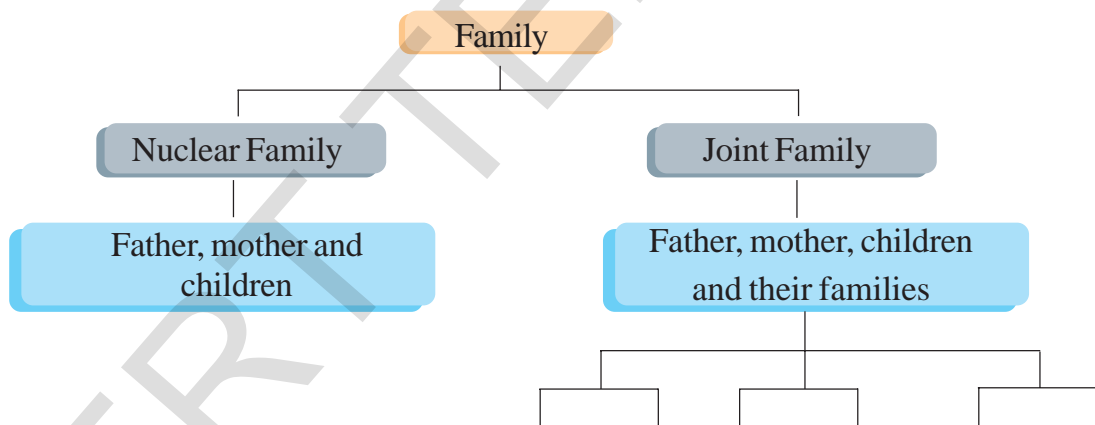 Family
Nuclear Family
Joint Family
Father, mother and
children
Father, mother, children
and their families